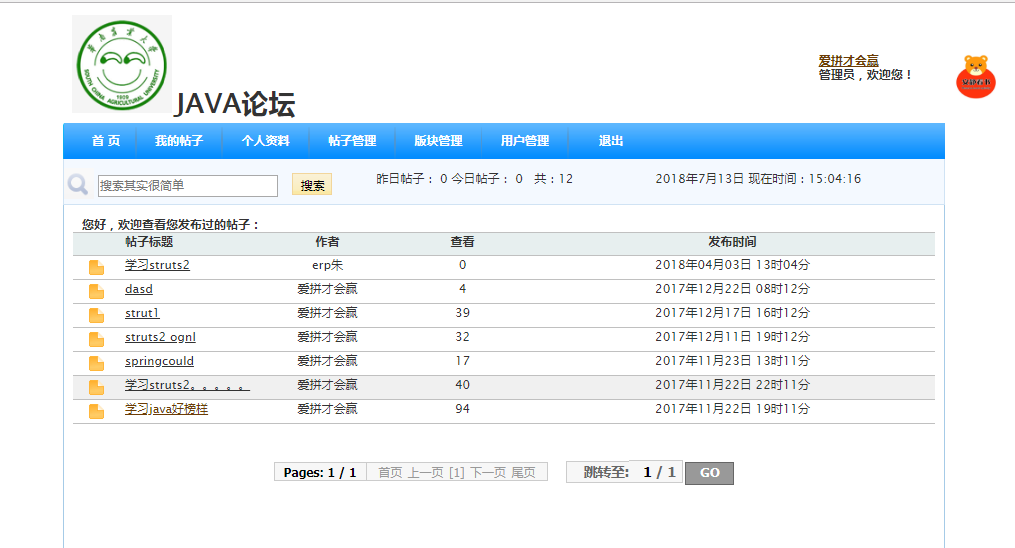 华南农业大学
SOUTH CHINA AGRICULTURAL UNIVERSITY
1909
JAVA论坛
爱拼才会赢
管理员，欢迎您！
首 页 我的帖子 个人资料 帖子管理 版块管理 用户管理 退出
搜索其实很简单 搜索 昨日帖子： 0 今日帖子： 0 共：12 2018年7月13日 现在时间：15:04:16
您好，欢迎查看您发布过的帖子：
帖子标题 作者 查看 发布时间
学习struts2 erp朱 0 2018年04月03日 13时04分
dasd 爱拼才会赢 4 2017年12月22日 08时12分
strut1 爱拼才会赢 39 2017年12月17日 16时12分
struts2 ognl 爱拼才会赢 32 2017年12月11日 19时12分
springcould 爱拼才会赢 17 2017年11月23日 13时11分
学习struts2。。。。。 爱拼才会赢 40 2017年11月22日 22时11分
学习java好榜样 爱拼才会赢 94 2017年11月22日 19时11分
Pages: 1 / 1 首页 上一页 [1] 下一页 尾页 跳转至: 1 / 1 GO